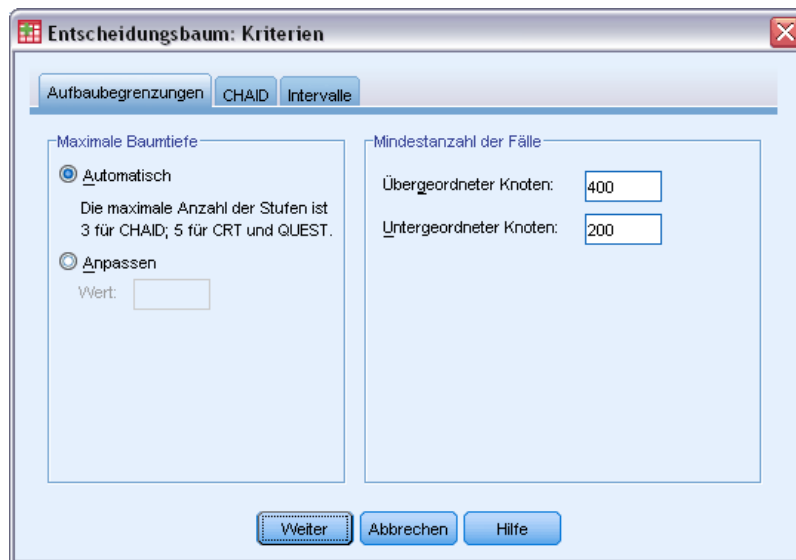 Entscheidungsbaum: Kriterien
Aufbaubegrenzungen CHAID Intervalle
Maximale Baumtiefe
Automatisch
Die maximale Anzahl der Stufen ist
3 für CHAID; 5 für CRT und QUEST.
Anpassen
Wert:
Mindestanzahl der Fälle
Übergeordneter Knoten: 400
Untergeordneter Knoten: 200
Weiter Abbrechen Hilfe